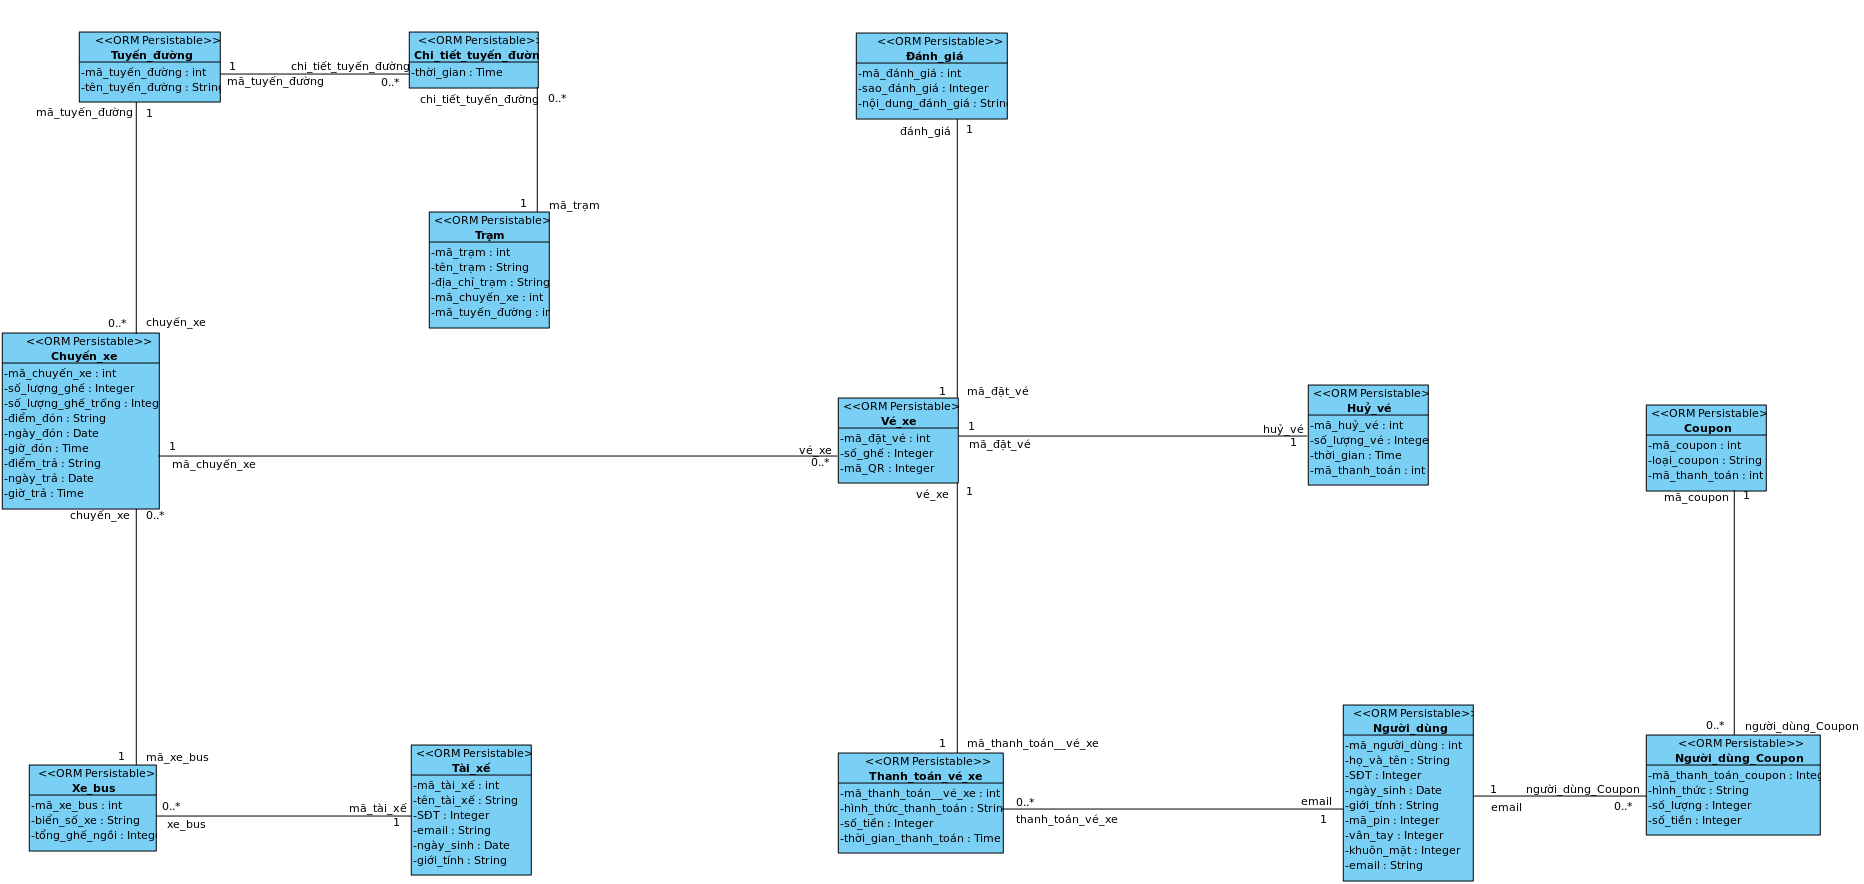 <<ORM Persistable>>
Tuyến_đường
-mã_tuyến_đường : int
-tên_tuyến_đường : String
1
chi_tiết_tuyến_đường
mã_tuyến_đường
0..*
<<ORM Persistable>
Chi_tiết_tuyến_đườn
-thời_gian : Time
chi_tiết_tuyến_đường
0..*
1
mã_trạm
<<ORM Persistable>
Trạm
-mã_trạm : int
-tên_trạm : String
-địa_chỉ_trạm : String
-mã_chuyến_xe : int
-mã_tuyến_đường : in
mã_tuyến_đường
1
0..*
chuyến_xe
<<ORM Persistable>>
Chuyến_xe
-mã_chuyến_xe : int
-số_lượng_ghế : Integer
-số_lượng_ghế_trống : Integ
-điểm_đón : String
-ngày_đón : Date
-giờ_đón : Time
-điểm_trả : String
-ngày_trả : Date
-giờ_trả : Time
1
mã_chuyến_xe
vé_xe
0..*
chuyến_xe
0..*
1
mã_xe_bus
<<ORM Persistable>
Xe_bus
-mã_xe_bus : int
-biển_số_xe : String
-tổng_ghế_ngồi : Intege
0..*
xe_bus
mã_tài_xế
1
<<ORM Persistable>
Tài_xế
-mã_tài_xế : int
-tên_tài_xế : String
-SĐT : Integer
-email : String
-ngày_sinh : Date
-giới_tính : String
<<ORM Persistable>>
Đánh_giá
-mã_đánh_giá : int
-sao_đánh_giá : Integer
-nội_dung_đánh_giá : Strin
đánh_giá
1
1
mã_đặt_vé
<<ORM Persistable>
Vé_xe
-mã_đặt_vé : int
-số_ghế : Integer
-mã_QR : Integer
1
mã_đặt_vé
huỷ_vé
1
<<ORM Persistable>
Huỷ_vé
-mã_huỷ_vé : int
-số_lượng_vé : Intege
-thời_gian : Time
-mã_thanh_toán : int
vé_xe
1
1
mã_thanh_toán__vé_xe
<<ORM Persistable>>
Thanh_toán_vé_xe
-mã_thanh_toán__vé_xe : int
-hình_thức_thanh_toán : Strin
-số_tiền : Integer
-thời_gian_thanh_toán : Time
0..*
thanh_toán_vé_xe
email
1
<<ORM Persistable>>
Người_dùng
-mã_người_dùng : int
-họ_và_tên : String
-SĐT : Integer
-ngày_sinh : Date
-giới_tính : String
-mã_pin : Integer
-vân_tay : Integer
-khuôn_mặt : Integer
-email : String
1
người_dùng_Coupon
email
0..*
<<ORM Persistable>
Coupon
-mã_coupon : int
-loại_coupon : String
-mã_thanh_toán : int
mã_coupon
1
0..*
người_dùng_Coupon
<<ORM Persistable>>
Người_dùng_Coupon
-mã_thanh_toán_coupon : Integ
-hình_thức : String
-số_lượng : Integer
-số_tiền : Integer